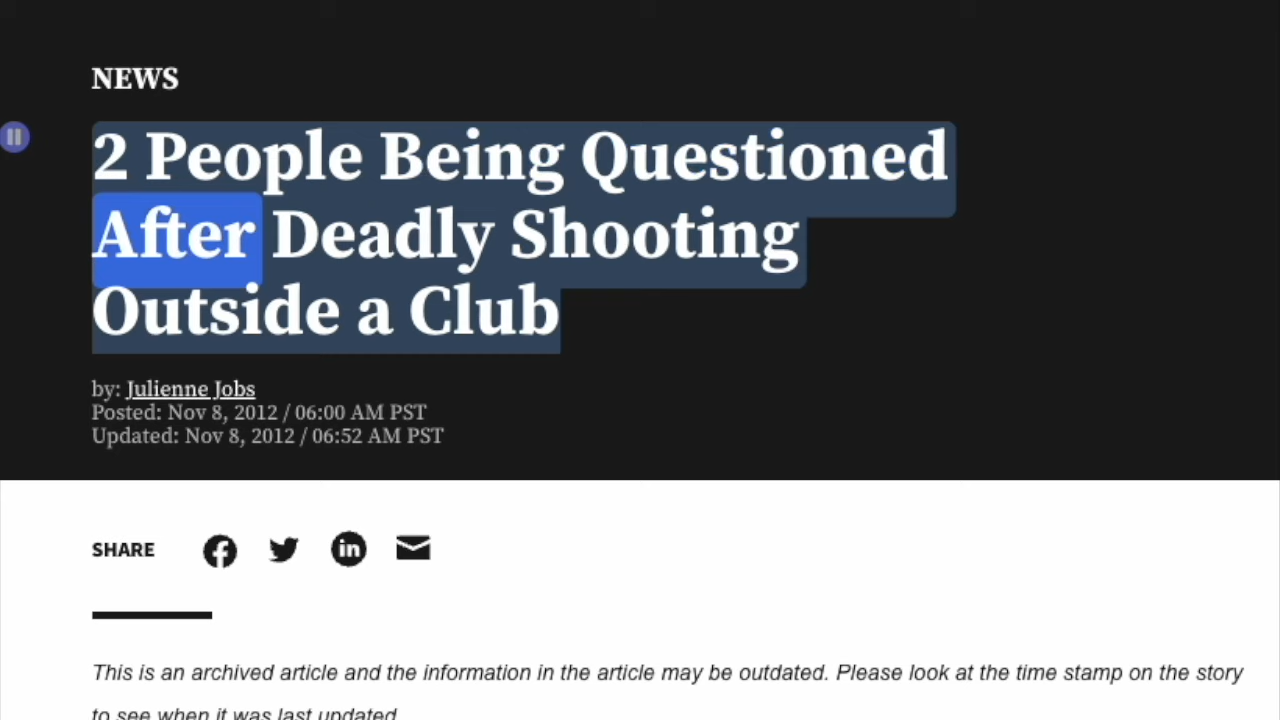 NEWS
2 People Being Questioned
After Deadly Shooting
Outside a Club
by: Julienne Jobs
Posted: Nov 8, 2012 / 06:00 AM PST
Updated: Nov 8, 2012 / 06:52 AM PST
SHARE
This is an archived article and the information in the article may be outdated. Please look at the time stamp on the story
to see when it was last updated.